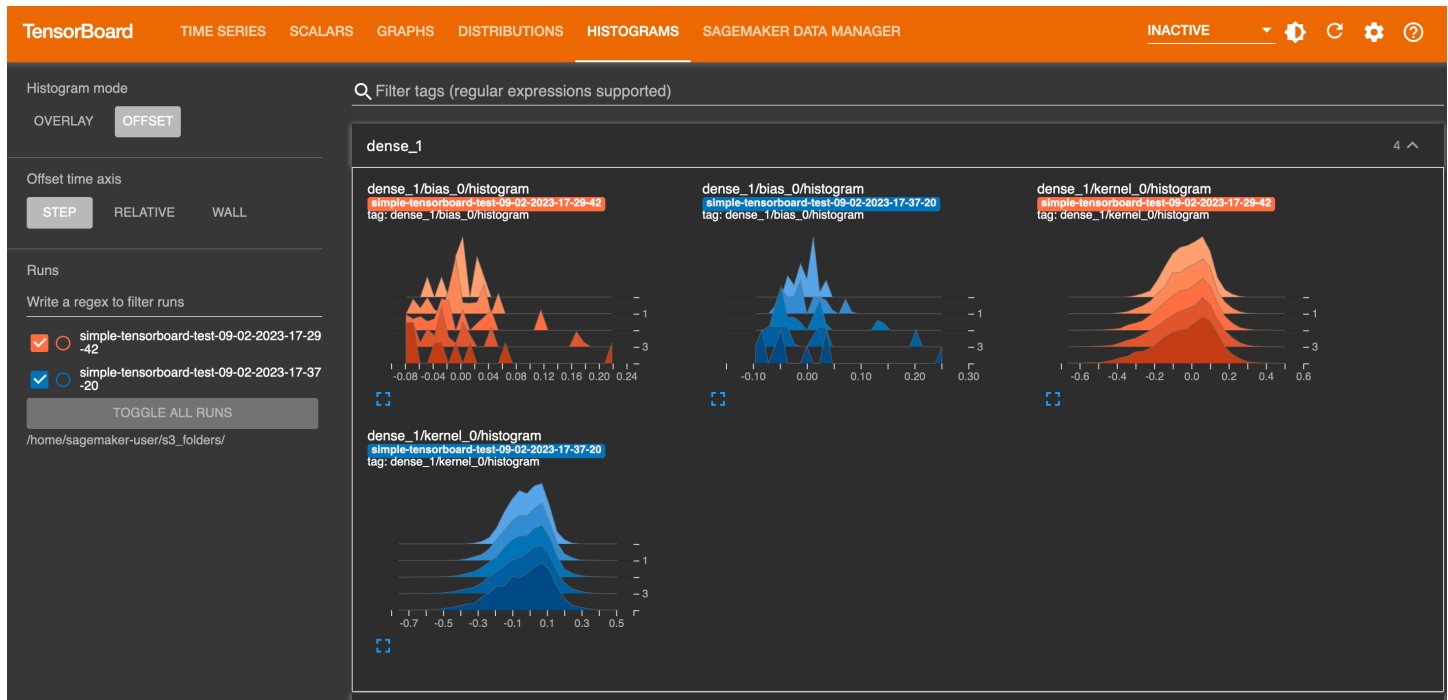 TensorBoard TIME SERIES SCALARS GRAPHS DISTRIBUTIONS HISTOGRAMS SAGEMAKER DATA MANAGER INACTIVE
Histogram mode
OVERLAY OFFSET
Offset time axis
STEP RELATIVE WALL
Runs
Write a regex to filter runs
simple-tensorboard-test-09-02-2023-17-29
-42
simple-tensorboard-test-09-02-2023-17-37
-20
TOGGLE ALL RUNS
/home/sagemaker-user/s3_folders/
Filter tags (regular expressions supported)
dense_1 4
dense_1/bias_0/histogram
simple-tensorboard-test-09-02-2023-17-29-42
tag: dense_1/bias_0/histogram
1
3
-0.08 -0.04 0.00 0.04 0.08 0.12 0.16 0.20 0.24
dense_1/bias_0/histogram
simple-tensorboard-test-09-02-2023-17-37-20
tag: dense_1/bias_0/histogram
1
3
-0.10 0.00 0.10 0.20 0.30
dense_1/kernel_0/histogram
simple-tensorboard-test-09-02-2023-17-29-42
tag: dense_1/kernel_0/histogram
1
3
-0.6 -0.4 -0.2 0.0 0.2 0.4 0.6
dense_1/kernel_0/histogram
simple-tensorboard-test-09-02-2023-17-37-20
tag: dense_1/kernel_0/histogram
1
3
-0.7 -0.5 -0.3 -0.1 0.1 0.3 0.5